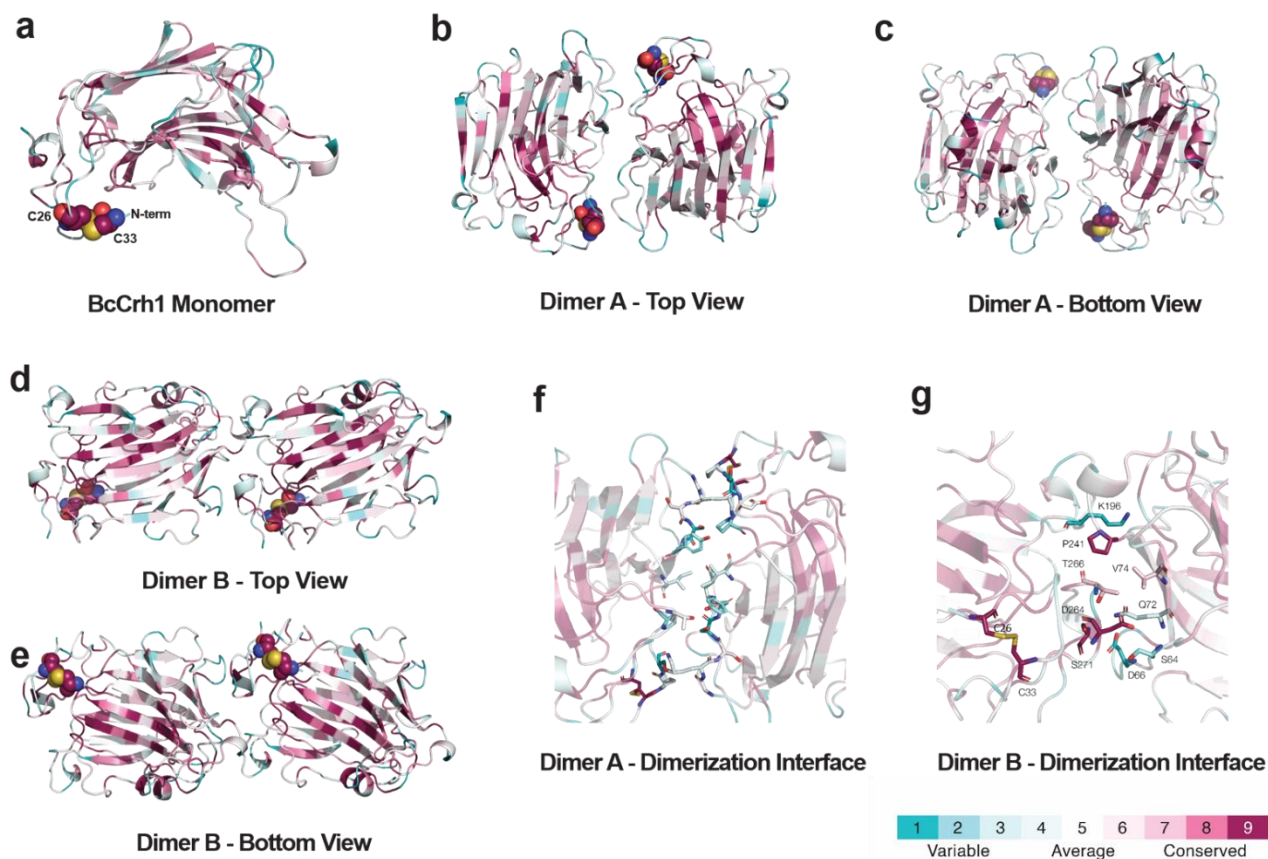 a
C26
N-term
C33
BcCrh1 Monomer
b
Dimer A - Top View
c
Dimer A - Bottom View
d
Dimer B - Top View
e
Dimer B - Bottom View
f
Dimer A - Dimerization Interface
g
K196
P241
T266
V74
D264
Q72
C26
S271
S64
D66
C33
Dimer B - Dimerization Interface
1 2 3 4 5 6 7 8 9
Variable Average Conserved